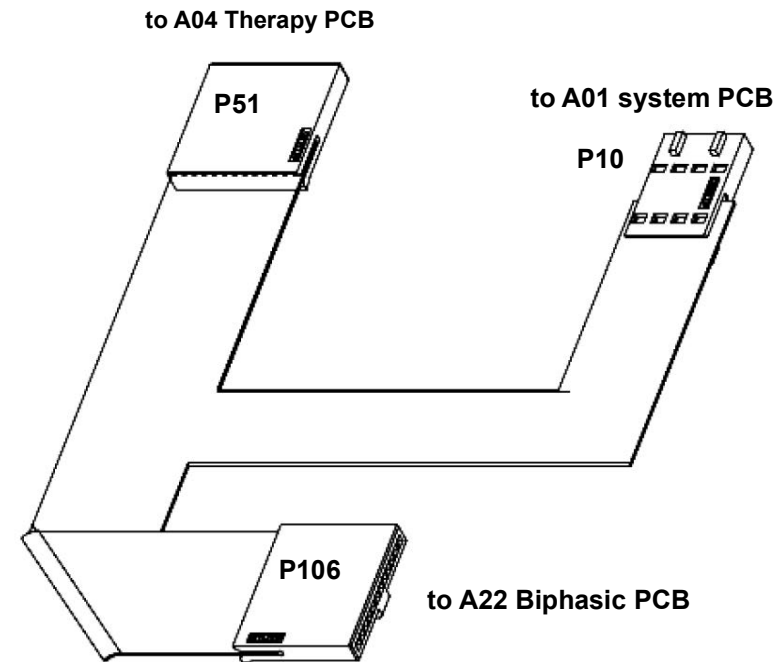 to A04 Therapy PCB
P51
to A01 system PCB
P10
P106
to A22 Biphasic PCB